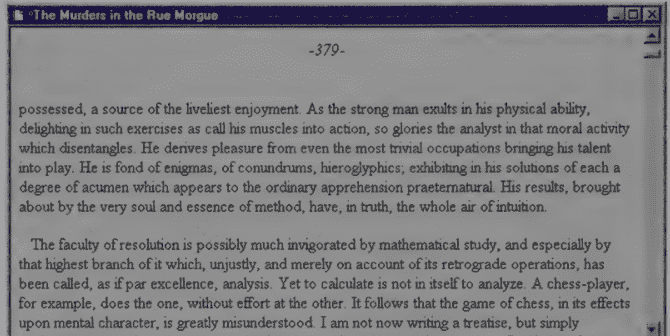 The Murders in the Rue Morgue
-379-
possessed, a source of the liveliest enjoyment. As the strong man exults in his physical ability,
delighting in such exercises as call his muscles into action, so glories the analyst in that moral activity
which disentangles. He derives pleasure from even the most trivial occupations bringing his talent
into play. He is fond of enigmas, of conundrums, hieroglyphics; exhibiting in his solutions of each a
degree of acumen which appears to the ordinary apprehension praeternatural. His results, brought
about by the very soul and essence of method, have, in truth, the whole air of intuition.
The faculty of resolution is possibly much invigorated by mathematical study, and especially by
that highest branch of it which, unjustly, and merely on account of its retrograde operations, has
been called, as if par excellence, analysis. Yet to calculate is not in itself to analyze. A chess-player,
for example, does the one, without effort at the other. It follows that the game of chess, in its effects
upon mental character, is greatly misunderstood. I am not now writing a treatise, but simply